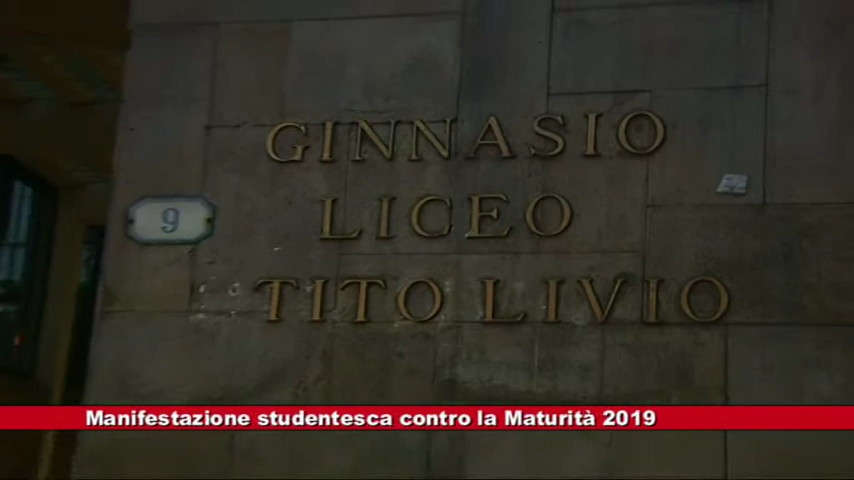 GINNASIO
9
LICEO
TITO LIVIO
Manifestazione studentesca contro la Maturità 2019